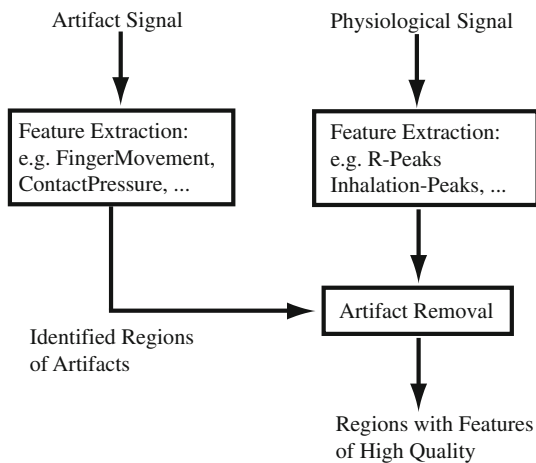 Artifact Signal
Physiological Signal
Feature Extraction:
e.g. FingerMovement,
ContactPressure, ...
Feature Extraction:
e.g. R-Peaks
Inhalation-Peaks, ...
Artifact Removal
Identified Regions
of Artifacts
Regions with Features
of High Quality